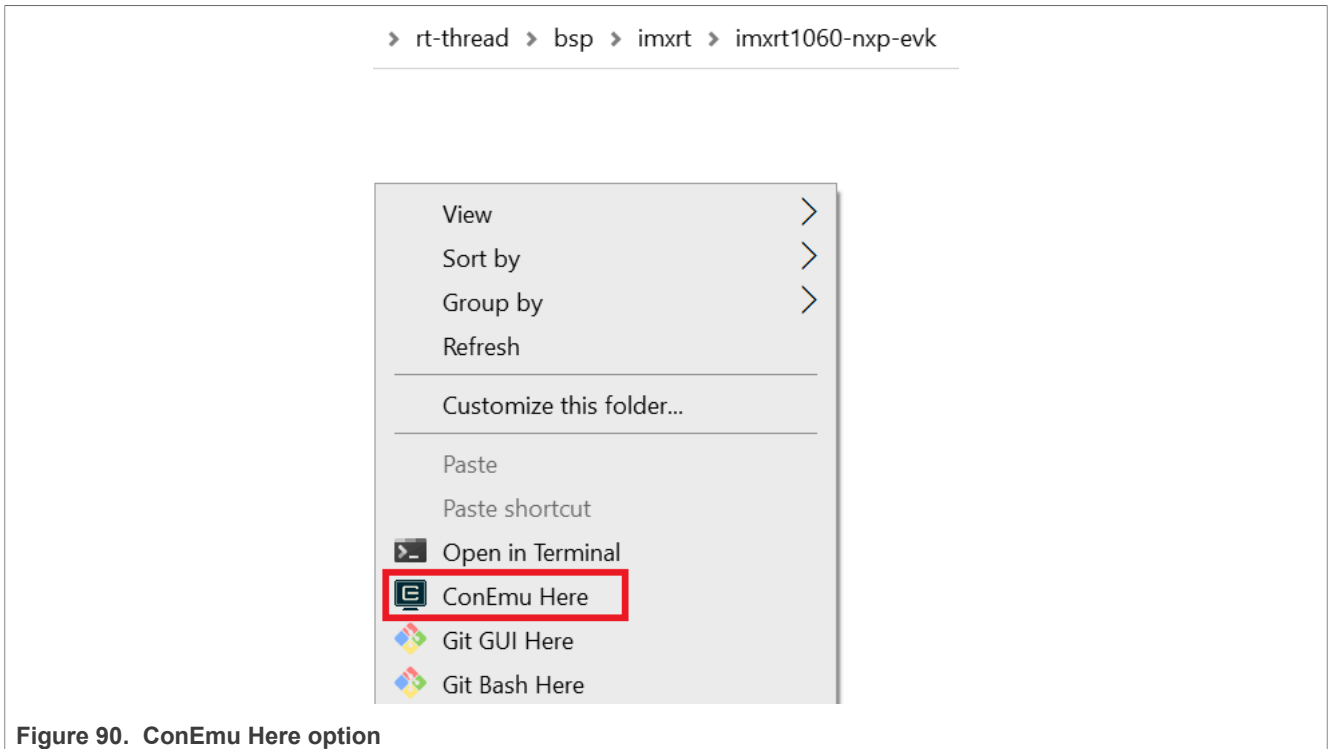 > rt-thread > bsp > imxrt > imxrt1060-nxp-evk
View
Sort by
Group by
Refresh
Customize this folder...
Paste
Paste shortcut
Open in Terminal
ConEmu Here
Git GUI Here
Git Bash Here
Figure 90. ConEmu Here option